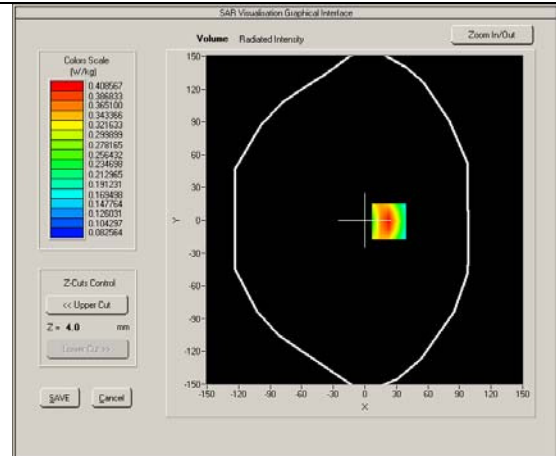 SAR Visualisation Graphical Interface
Volume Radiated Intensity
Zoom In/Out
Colors Scale
(W/kg)
0.408567
0.386833
0.365100
0.343366
0.321633
0.299899
0.278165
0.256432
0.234698
0.212965
0.191231
0.169498
0.147764
0.126031
0.104297
0.082564
Z-Cuts Control
<< Upper Cut
Z = 4.0 mm
Lower Cut >>
SAVE Cancel
150
120
90
60
30
0
-30
-60
-90
-120
-150
Y
-150 -120 -90 -60 -30 0 30 60 90 120 150
X